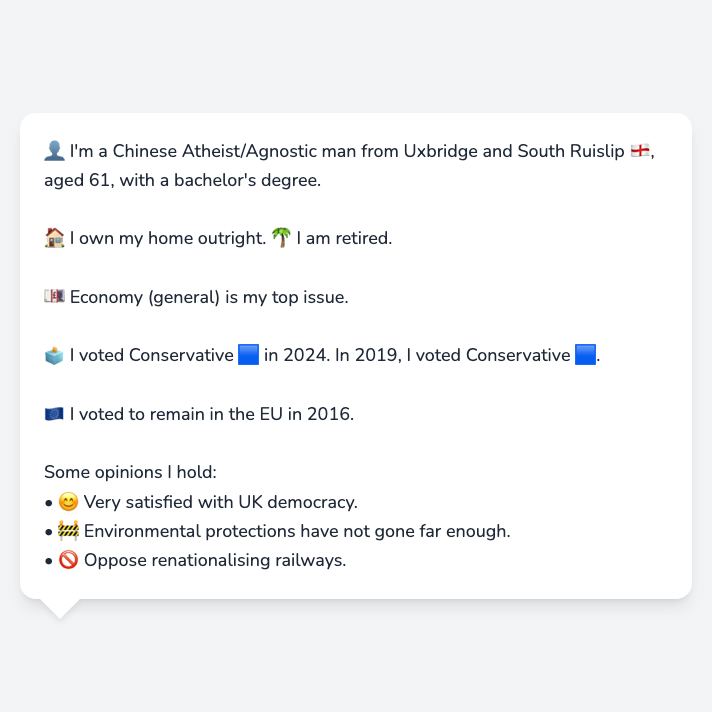 👤 I'm a Chinese Atheist/Agnostic man from Uxbridge and South Ruislip 🏴󠁧󠁢󠁥󠁮󠁧󠁿,
aged 61, with a bachelor's degree.
🏠 I own my home outright. 🌴 I am retired.
💷 Economy (general) is my top issue.
🗳️ I voted Conservative 🟦 in 2024. In 2019, I voted Conservative 🟦.
🇪🇺 I voted to remain in the EU in 2016.
Some opinions I hold:
• 😊 Very satisfied with UK democracy.
• 🚧 Environmental protections have not gone far enough.
• 🚫 Oppose renationalising railways.